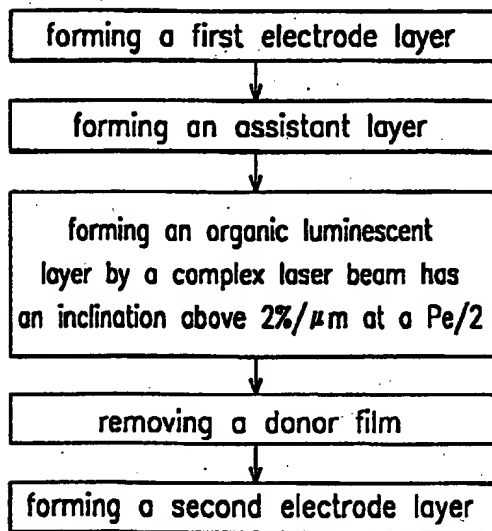 forming a first electrode layer
forming an assistant layer
forming an organic luminescent
layer by a complex laser beam has
an inclination above 2%/μm at a Pe/2
removing a donor film
forming a second electrode layer